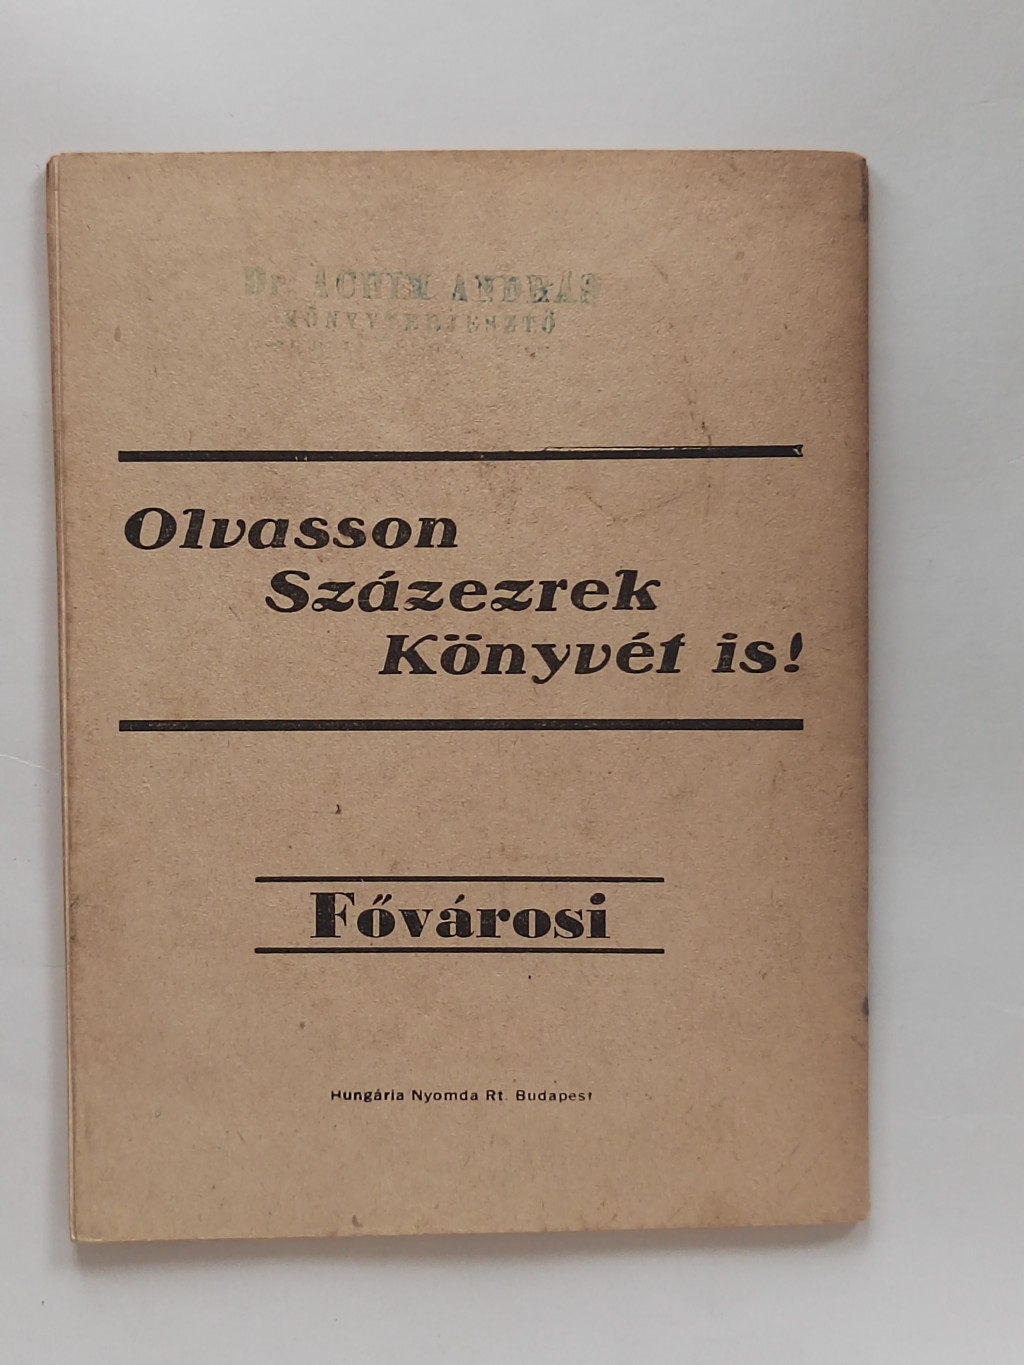 Dr. ACHIM ANDRÁS
KÖNYVTERJESZTŐ
Olvasson
Százezrek
Könyvét is!
Fővárosi
Hungária Nyomda Rt. Budapest